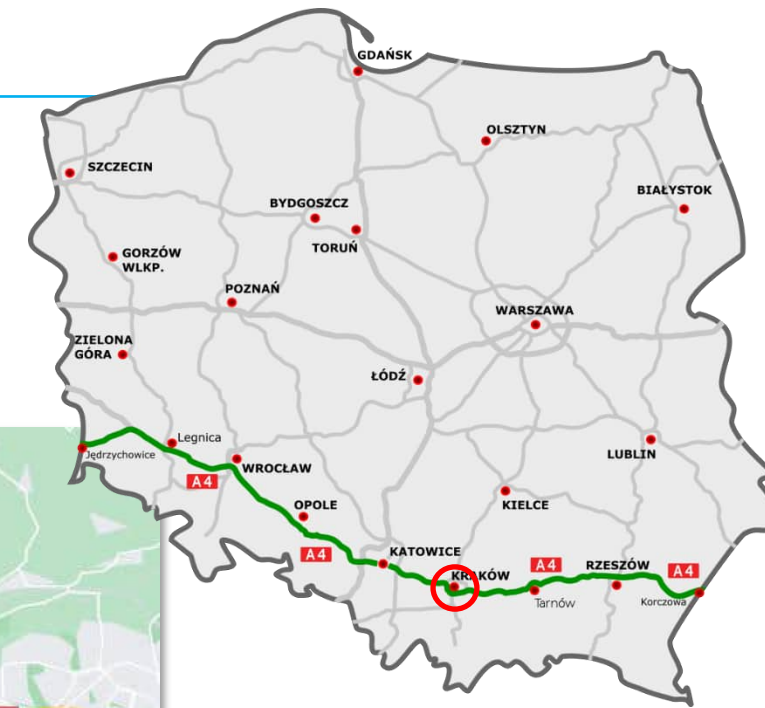 GDAŃSK
OLSZTYN
SZCZECIN
BIAŁYSTOK
BYDGOSZCZ
TORUŃ
GORZÓW
WLKP.
POZNAŃ
WARSZAWA
ZIELONA
GÓRA
ŁÓDŹ
Legnica
Jędrzychowice
WROCŁAW
LUBLIN
A4
OPOLE
KIELCE
A4
KATOWICE
KRAKÓW
A4
RZESZÓW
A4
Tarnów
Korczowa